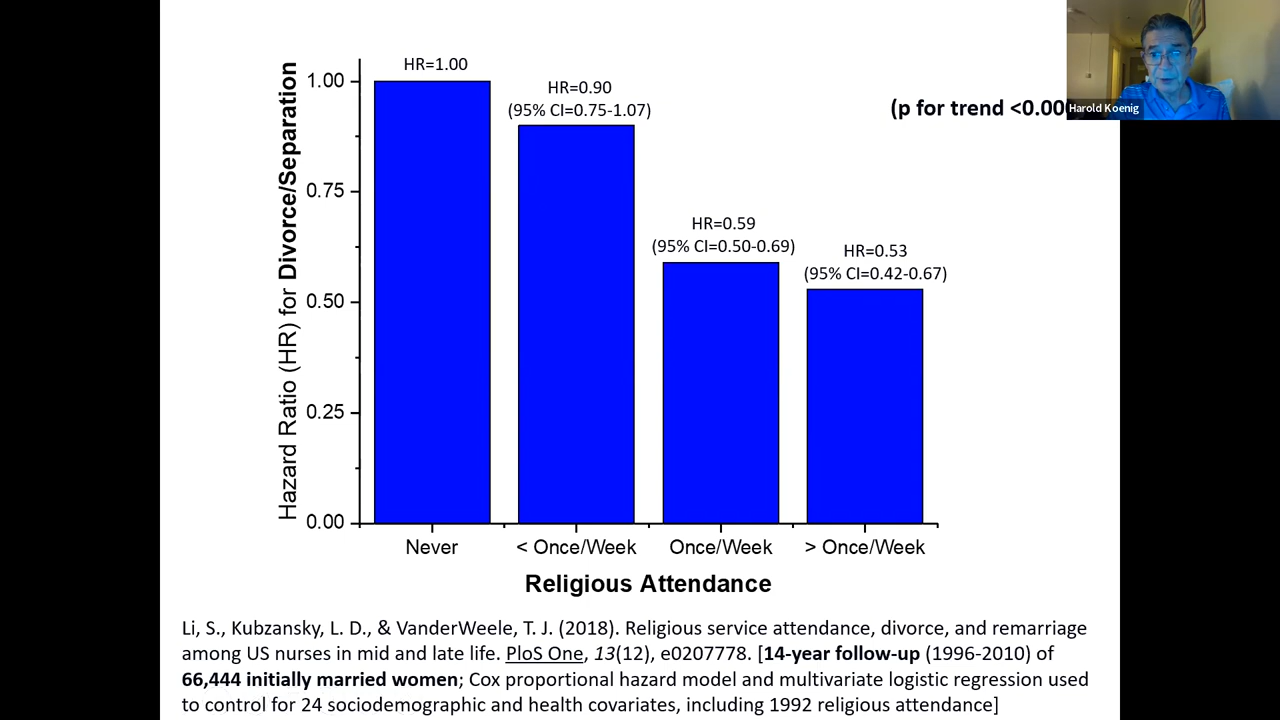 HR=1.00
HR=0.90
(95% CI=0.75-1.07)
(p for trend <0.00
Harold Koenig
HR=0.59
(95% CI=0.50-0.69)
HR=0.53
(95% CI=0.42-0.67)
Hazard Ratio (HR) for Divorce/Separation
1.00
0.75
0.50
0.25
0.00
Never
< Once/Week
Once/Week
> Once/Week
Religious Attendance
Li, S., Kubzansky, L. D., & VanderWeele, T. J. (2018). Religious service attendance, divorce, and remarriage
among US nurses in mid and late life. PloS One, 13(12), e0207778. [14-year follow-up (1996-2010) of
66,444 initially married women; Cox proportional hazard model and multivariate logistic regression used
to control for 24 sociodemographic and health covariates, including 1992 religious attendance]